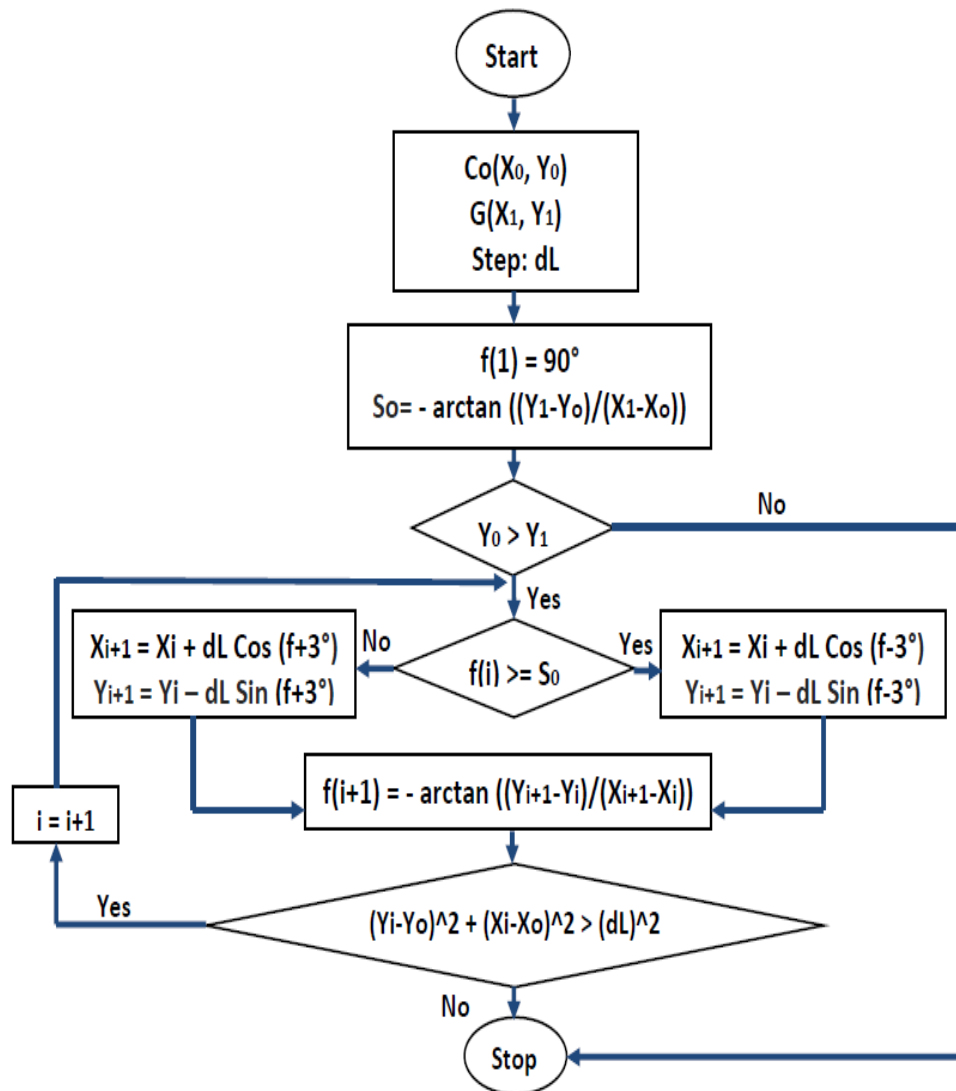 Start
Co(X₀, Y₀)
G(X₁, Y₁)
Step: dL
f(1) = 90°
So= - arctan ((Y₁-Yo)/(X₁-Xo))
Y₀ > Y₁
No
Yes
f(i) >= S₀
No
Yes
Xi+1 = Xi + dL Cos (f+3°)
Yi+1 = Yi – dL Sin (f+3°)
Xi+1 = Xi + dL Cos (f-3°)
Yi+1 = Yi – dL Sin (f-3°)
f(i+1) = - arctan ((Yi+1-Yi)/(Xi+1-Xi))
i = i+1
Yes
(Yi-Yo)^2 + (Xi-Xo)^2 > (dL)^2
No
Stop